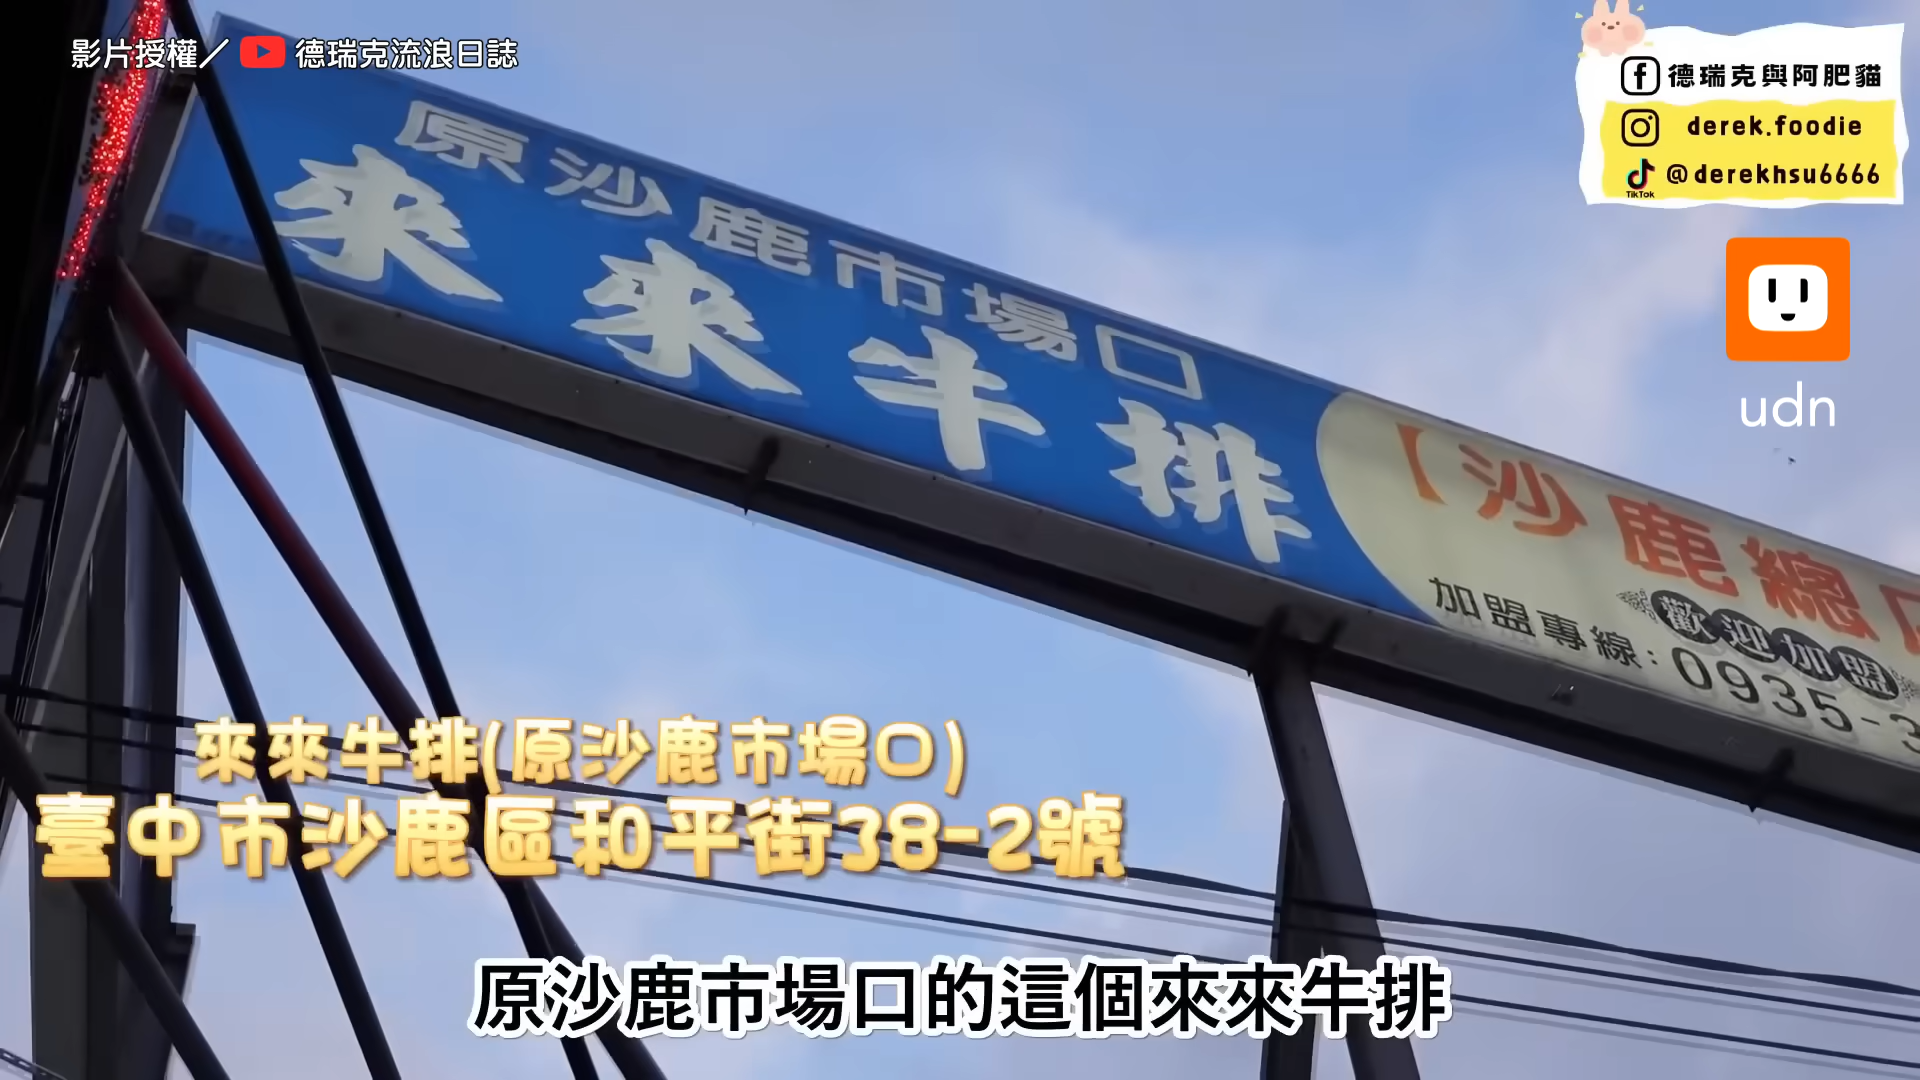 影片授權／ 德瑞克流浪日誌
德瑞克與阿肥貓
derek.foodie
TikTok @derekhsu6666
udn
原沙鹿市場口
來來牛排
【沙鹿總
歡迎加盟
加盟專線:0935-3
來來牛排(原沙鹿市場口)
臺中市沙鹿區和平街38-2號
原沙鹿市場口的這個來來牛排